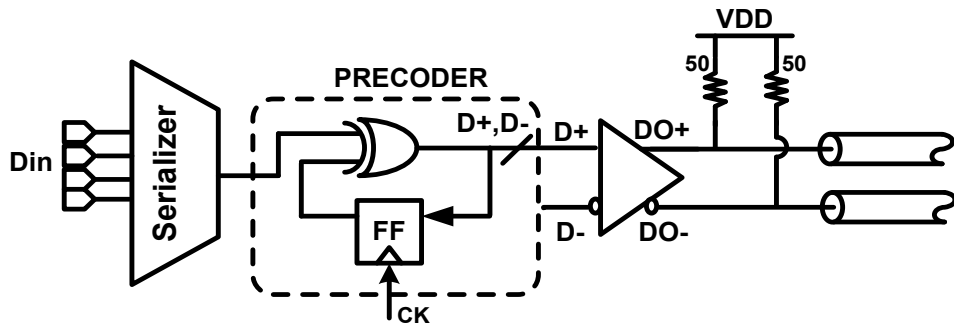 VDD
50
50
PRECODER
D+,D-
D+
DO+
Din
Serializer
FF
D-
DO-
CK